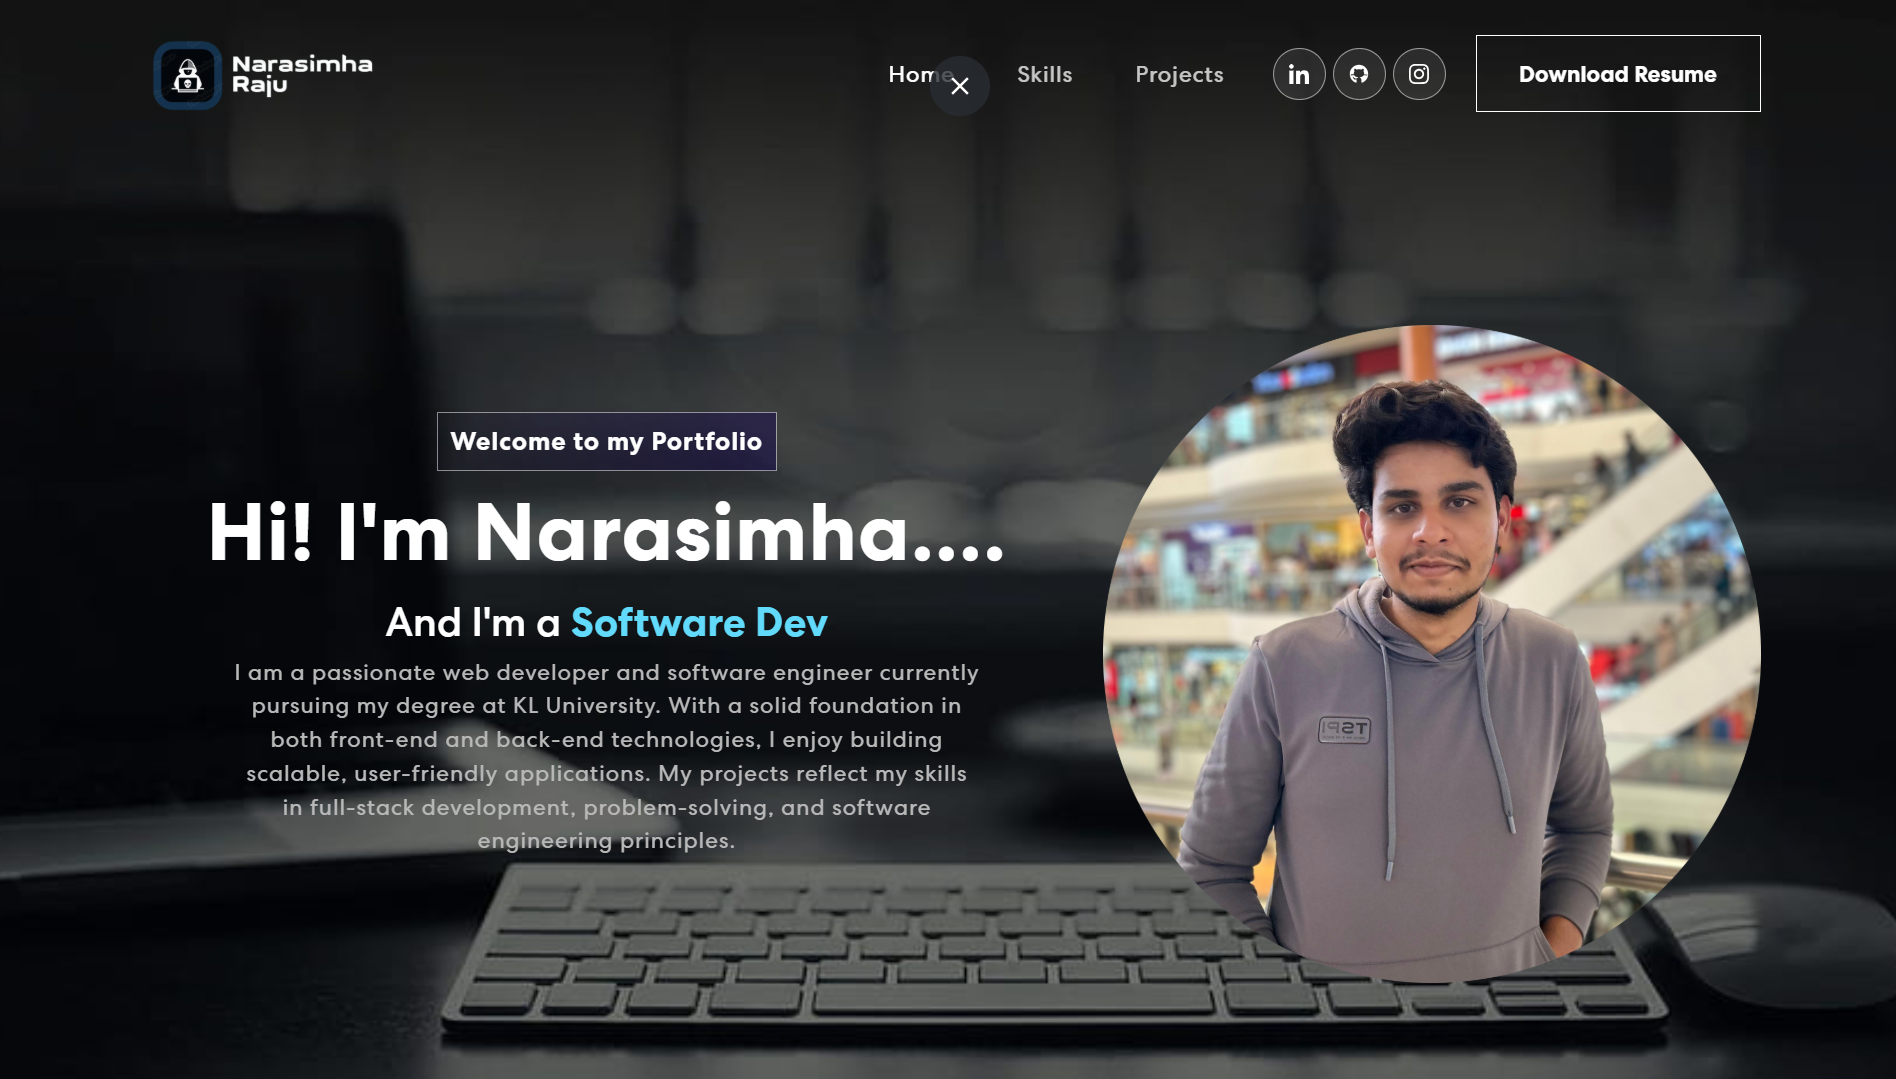 Narasimha
Raju
Home
Skills
Projects
Download Resume
Welcome to my Portfolio
Hi! I'm Narasimha....
And I'm a Software Dev
I am a passionate web developer and software engineer currently
pursuing my degree at KL University. With a solid foundation in
both front-end and back-end technologies, I enjoy building
scalable, user-friendly applications. My projects reflect my skills
in full-stack development, problem-solving, and software
engineering principles.